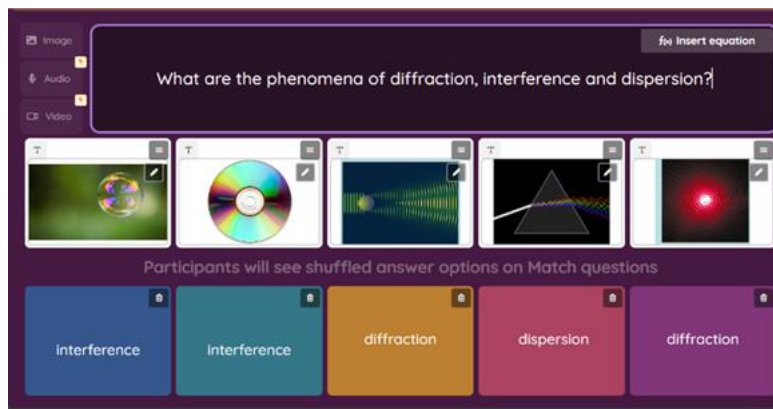 Image
Insert equation
Audio
What are the phenomena of diffraction, interference and dispersion?
Video
Participants will see shuffled answer options on Match questions
interference
interference
diffraction
dispersion
diffraction